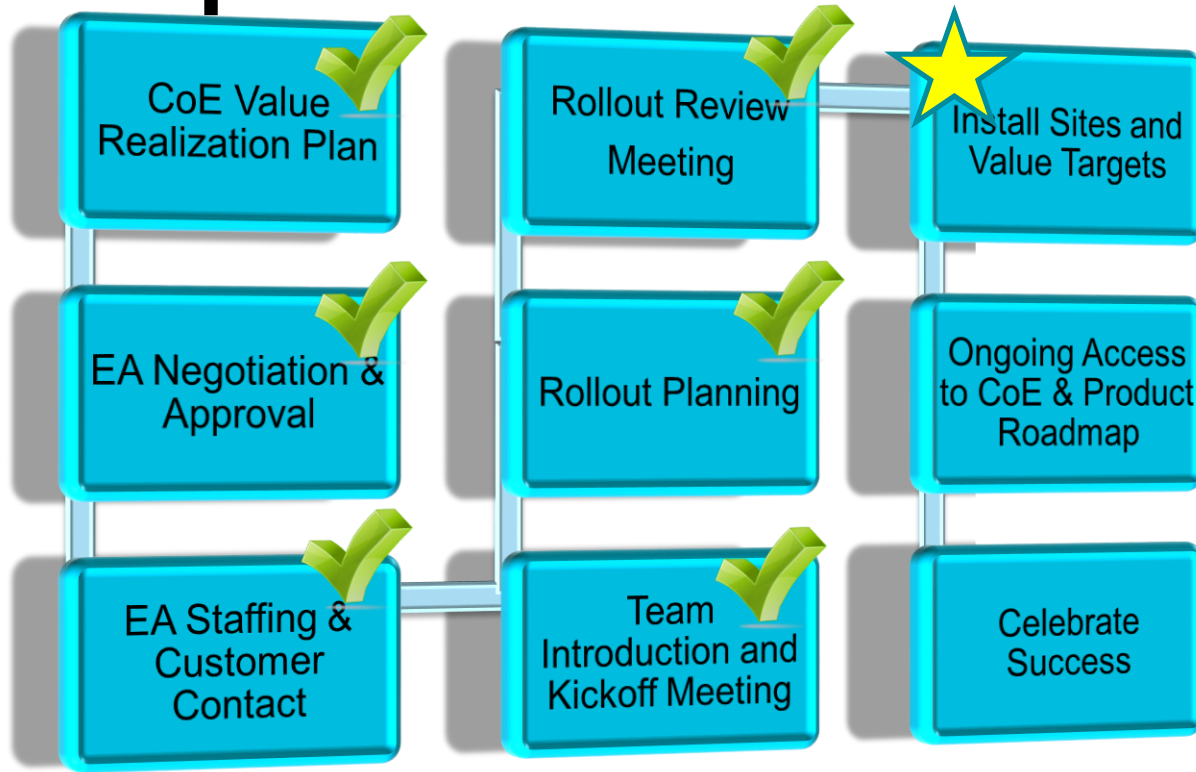 CoE Value
Realization Plan
EA Negotiation &
Approval
EA Staffing &
Customer
Contact
Team
Introduction and
Kickoff Meeting
Rollout Planning
Rollout Review
Meeting
Install Sites and
Value Targets
Ongoing Access
to CoE & Product
Roadmap
Celebrate
Success